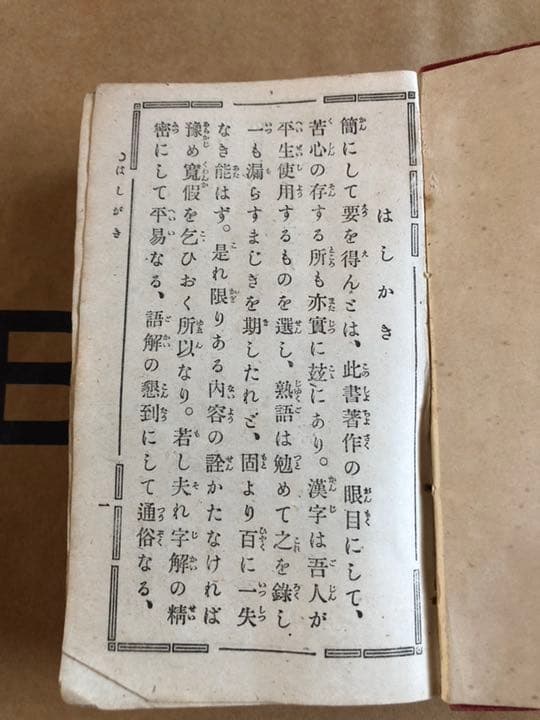 はしかき
簡にして要を得んとは、此書著作の眼目にして、
苦心の存する所も亦實に玆にあり。漢字は吾人が
平生使用するものを選し、熟語は勉めて之を錄し
一も漏らすまじきを期したれど、固より百に一失
なき能はず。是れ限りある內容の詮かたなければ
豫め寬假を乞ひおく所以なり。若し夫れ字解の精
密にして平易なる、語解の懇到にして通俗なる、
はしがき
一